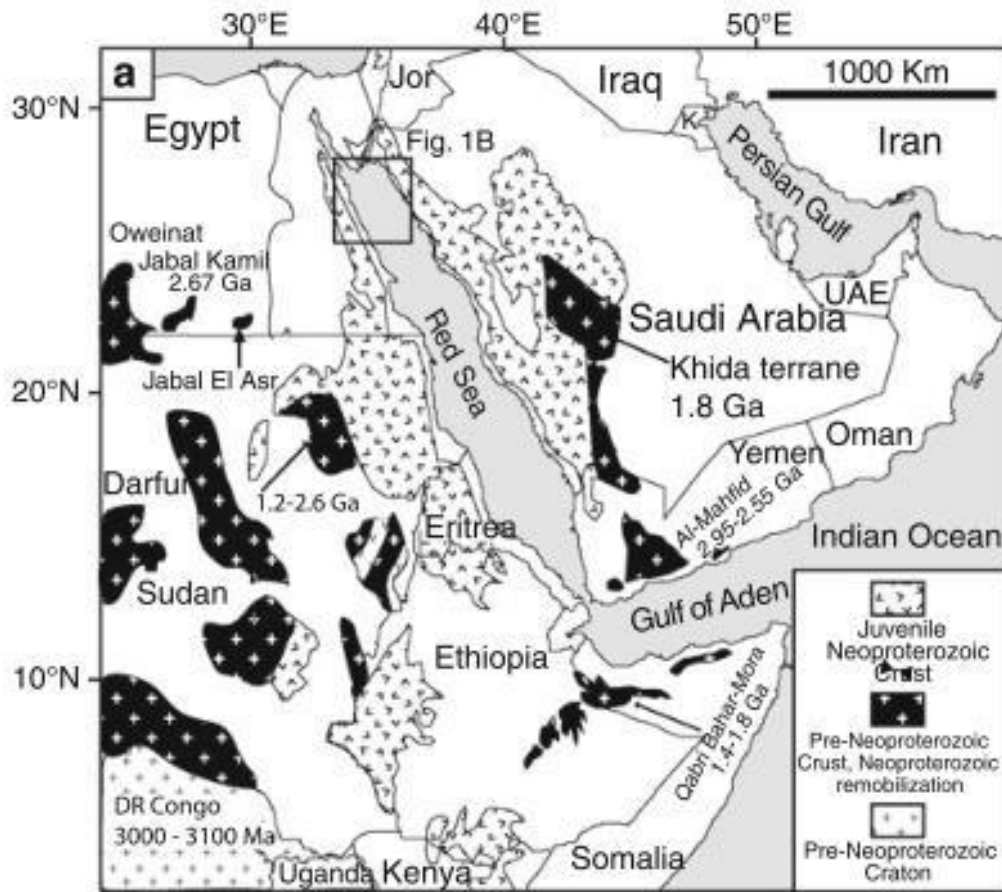 30°E 40°E 50°E
a
Jor
Iraq
1000 Km
30°N
Egypt
K
Fig. 1B
Iran
Persian Gulf
Oweinat
Jabal Kamil
2.67 Ga
UAE
Saudi Arabia
Red Sea
Khida terrane
1.8 Ga
Jabal El Asr
20°N
Oman
Yemen
Al-Mahfid
2.95-2.55 Ga
1.2-2.6 Ga
Darfur
Eritrea
Indian Ocean
Sudan
Gulf of Aden
Ethiopia
10°N
Qabri Bahar-Mora
1.4-1.8 Ga
DR Congo
3000 - 3100 Ma
Uganda
Kenya
Somalia
Juvenile
Neoproterozoic
Crust
Pre-Neoproterozoic
Crust, Neoproterozoic
remobilization
Pre-Neoproterozoic
Craton